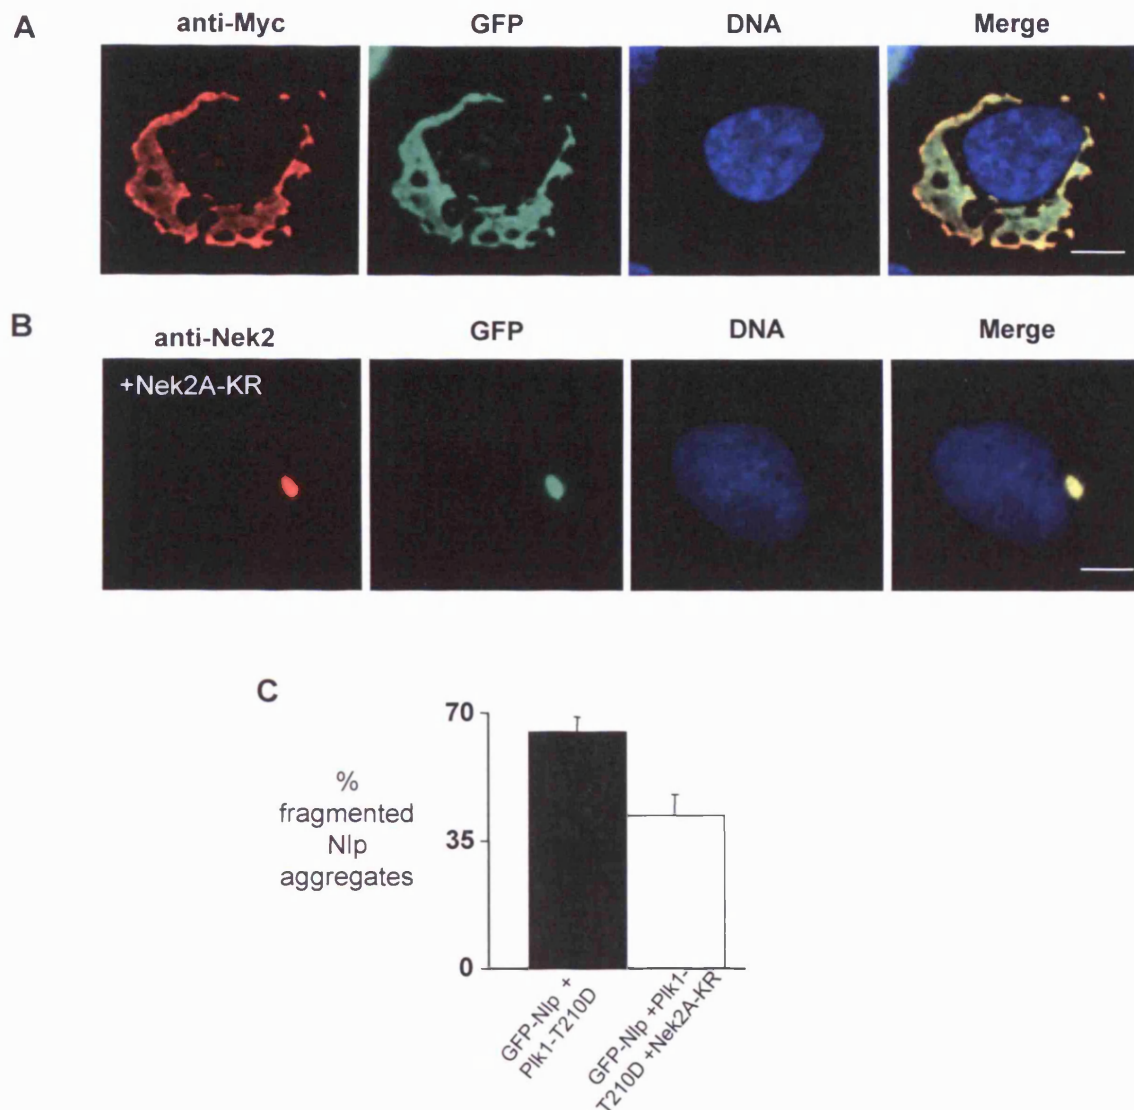 A
anti-Myc GFP DNA Merge
B
anti-Nek2 GFP DNA Merge
+Nek2A-KR
C
70
%
fragmented
Nlp
aggregates
35
0
GFP-Nlp +
Plk1-T210D
GFP-Nlp +Plk1-
T210D +Nek2A-KR